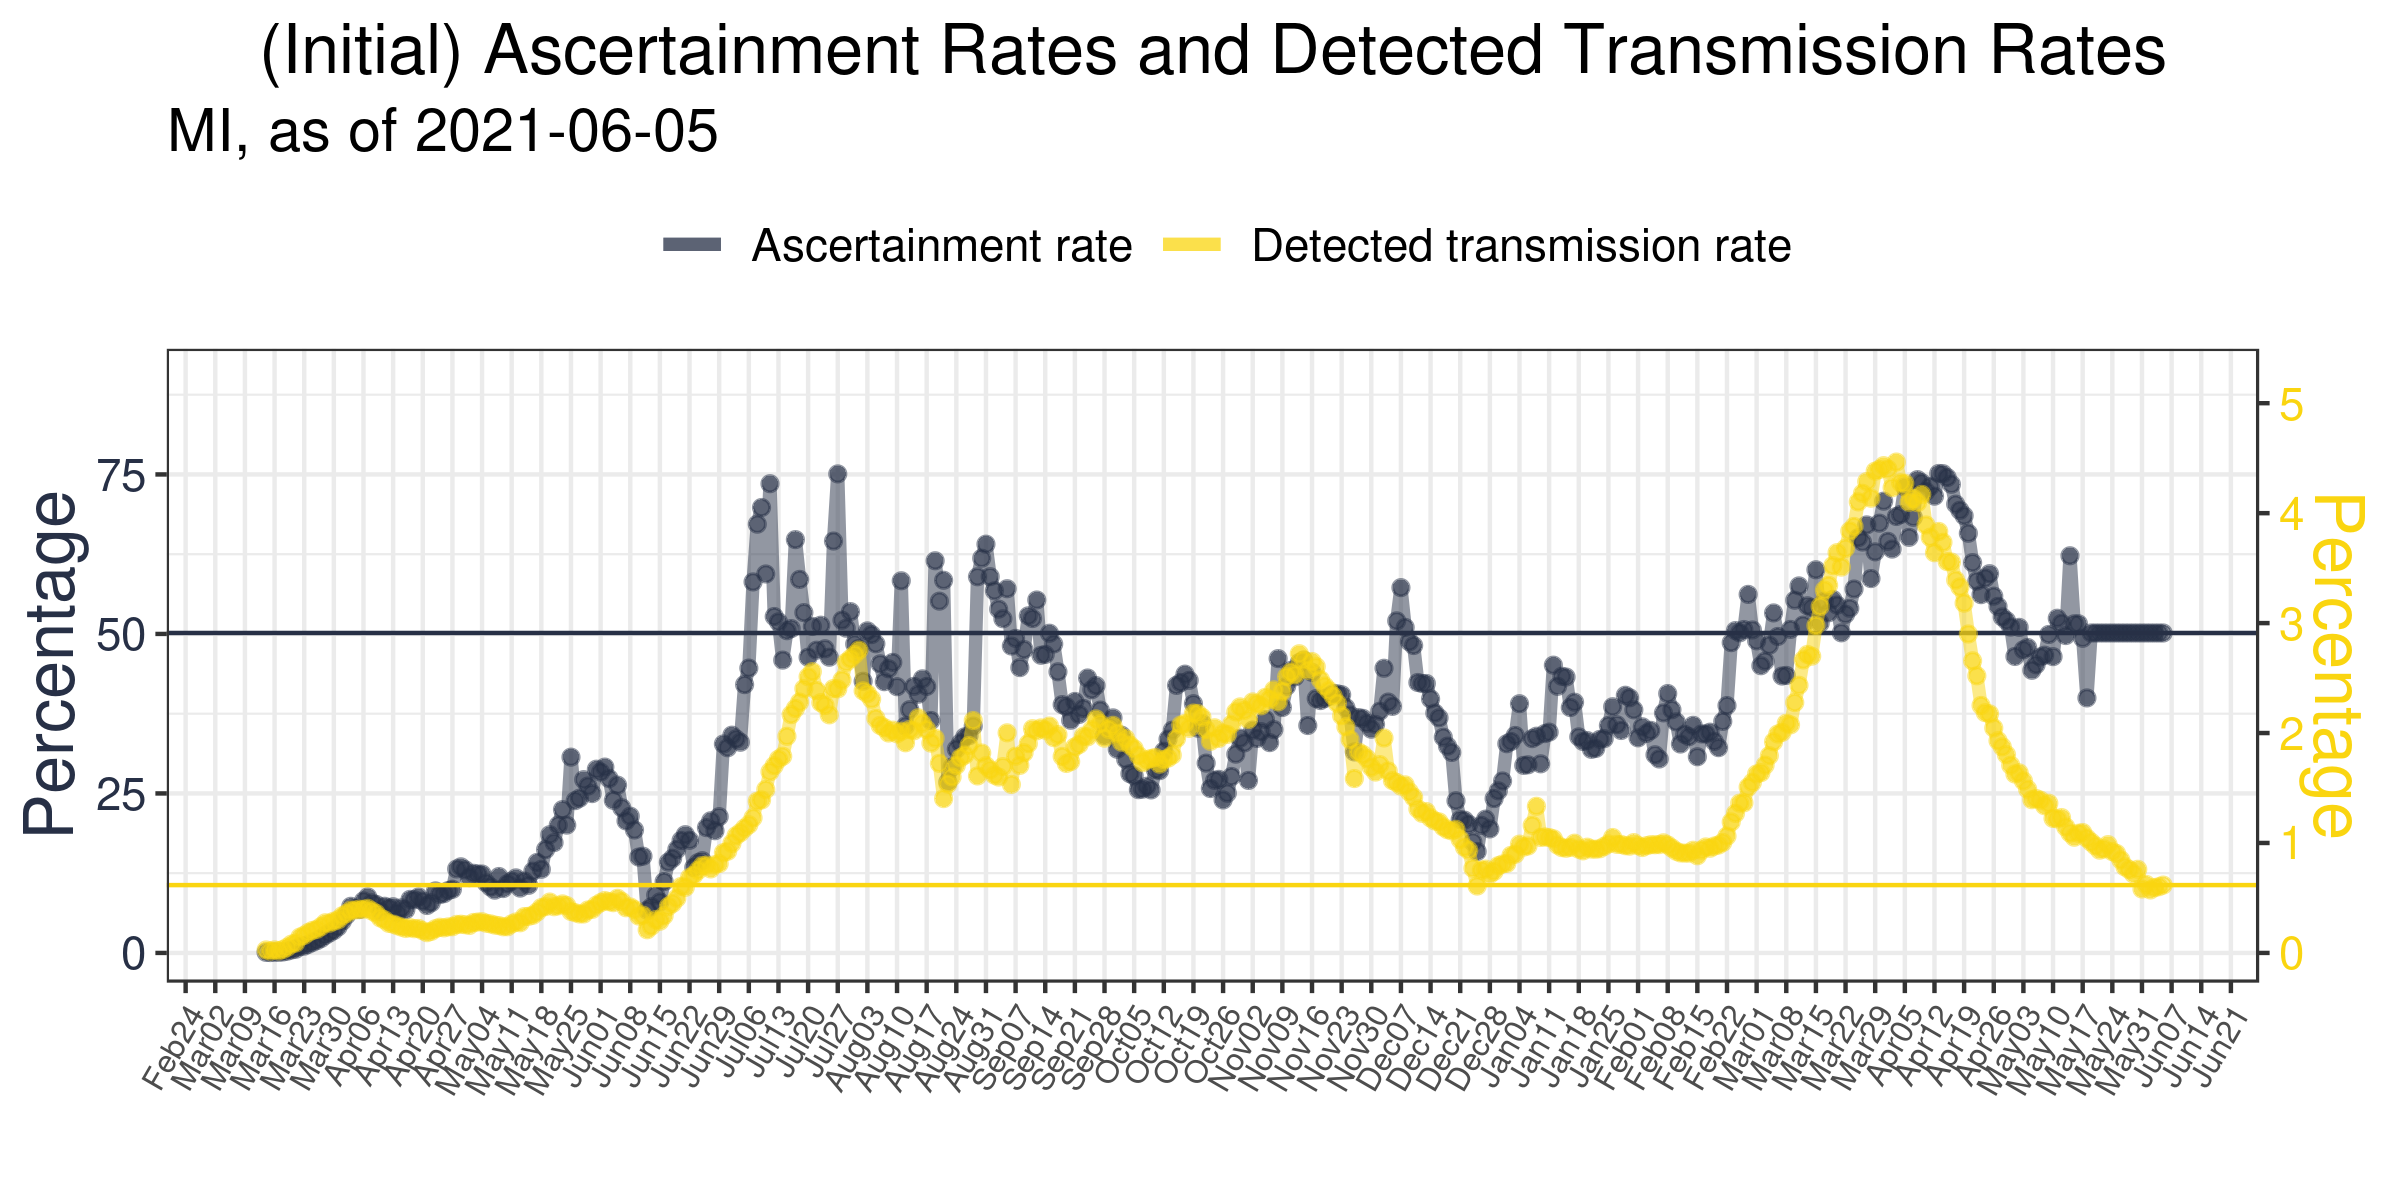 (Initial) Ascertainment Rates and Detected Transmission Rates
MI, as of 2021-06-05
Ascertainment rate
Detected transmission rate
Percentage
75
50
25
0
5
4
3
2
1
0
Percentage
Feb24
Mar02
Mar09
Mar16
Mar23
Mar30
Apr06
Apr13
Apr20
Apr27
May04
May11
May18
May25
Jun01
Jun08
Jun15
Jun22
Jun29
Jul06
Jul13
Jul20
Jul27
Aug03
Aug10
Aug17
Aug24
Aug31
Sep07
Sep14
Sep21
Sep28
Oct05
Oct12
Oct19
Oct26
Nov02
Nov09
Nov16
Nov23
Nov30
Dec07
Dec14
Dec21
Dec28
Jan04
Jan11
Jan18
Jan25
Feb01
Feb08
Feb15
Feb22
Mar01
Mar08
Mar15
Mar22
Mar29
Apr05
Apr12
Apr19
Apr26
May03
May10
May17
May24
May31
Jun07
Jun14
Jun21